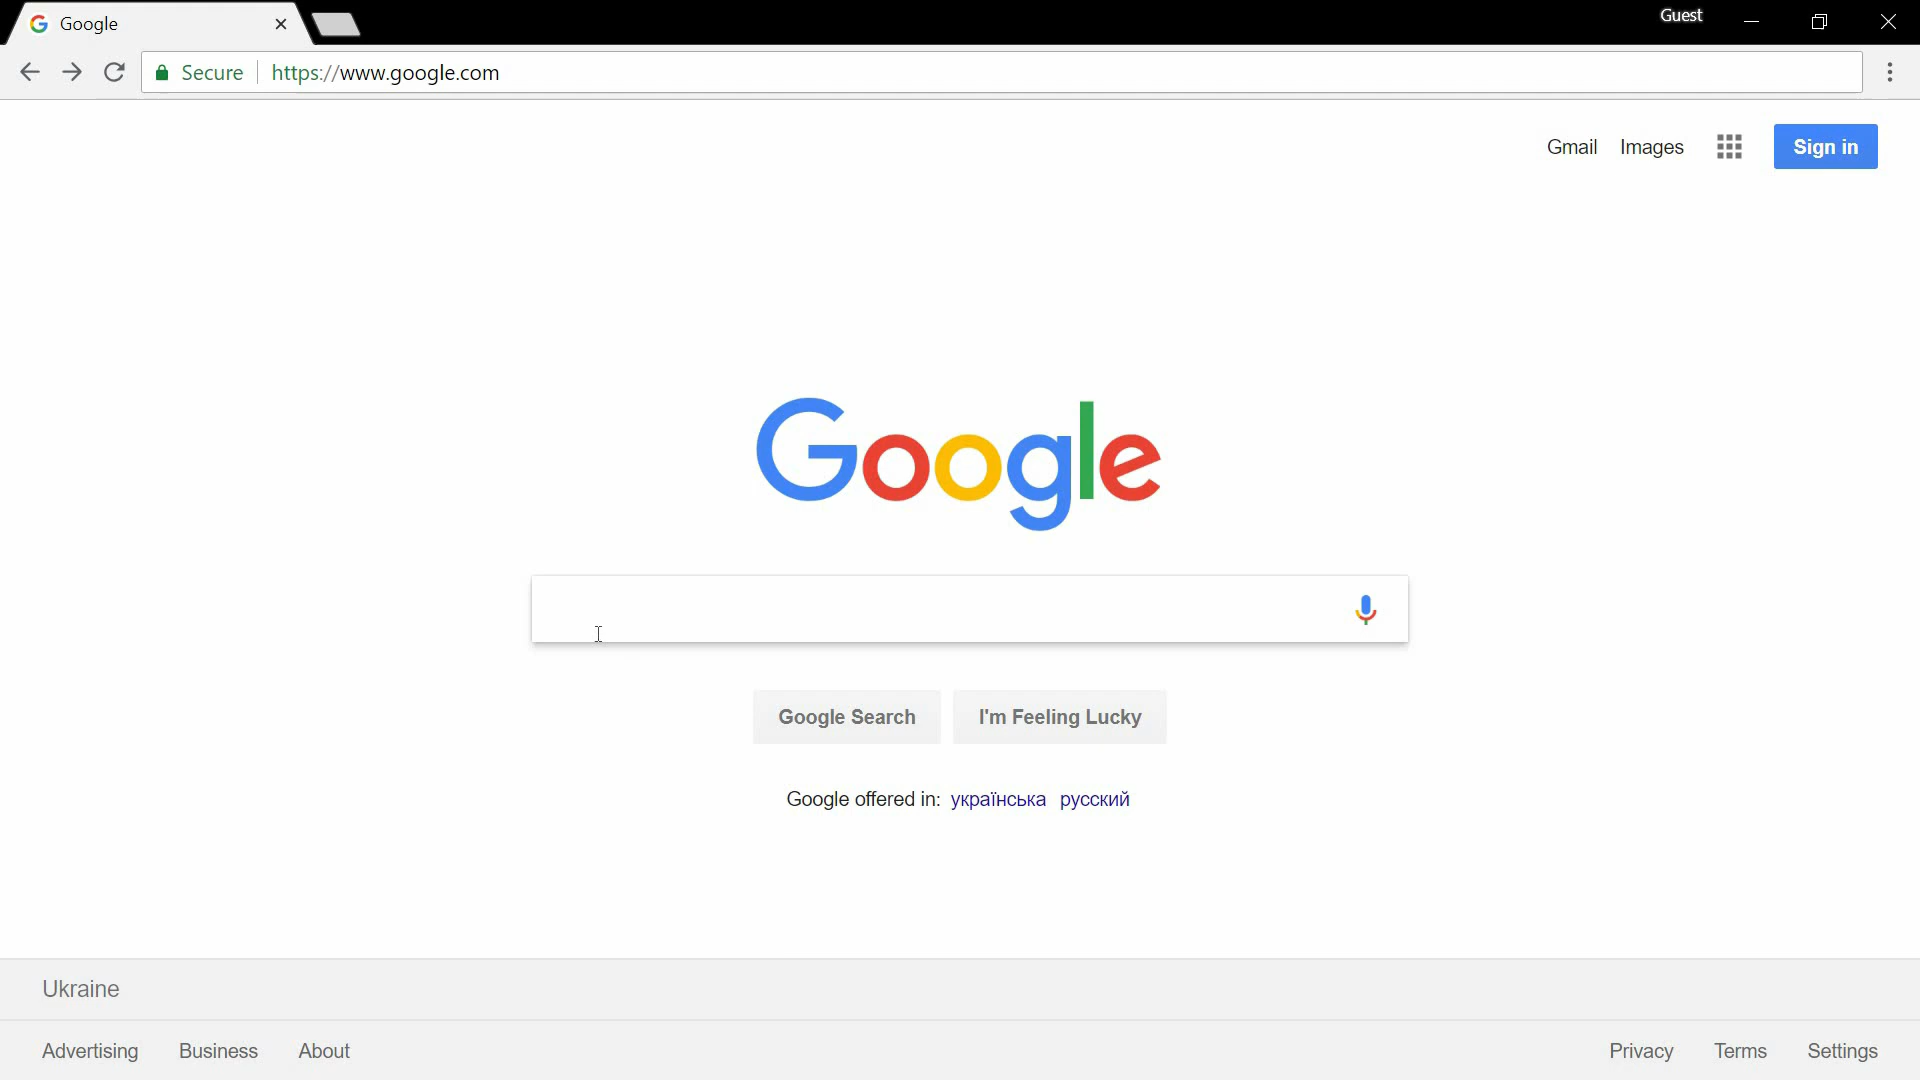 Google
Guest
Secure https://www.google.com
Gmail Images Sign in
Google
Google Search I'm Feeling Lucky
Google offered in: українська русский
Ukraine
Advertising Business About Privacy Terms Settings